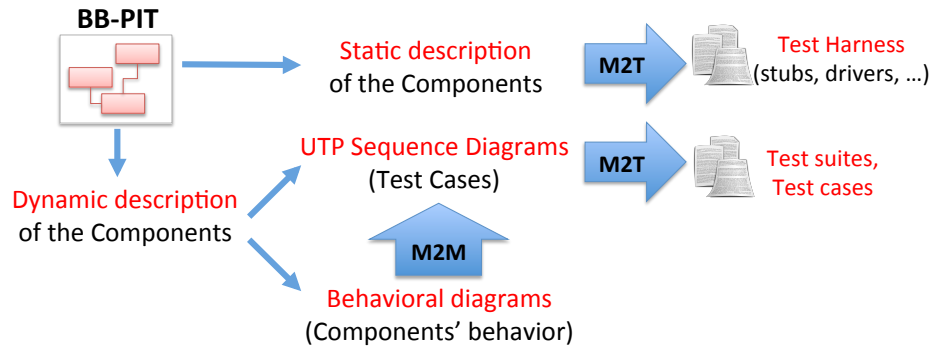 BB-PIT
Static description
of the Components
M2T
Test Harness
(stubs, drivers, ...)
UTP Sequence Diagrams
(Test Cases)
M2T
Test suites,
Test cases
Dynamic description
of the Components
M2M
Behavioral diagrams
(Components’ behavior)